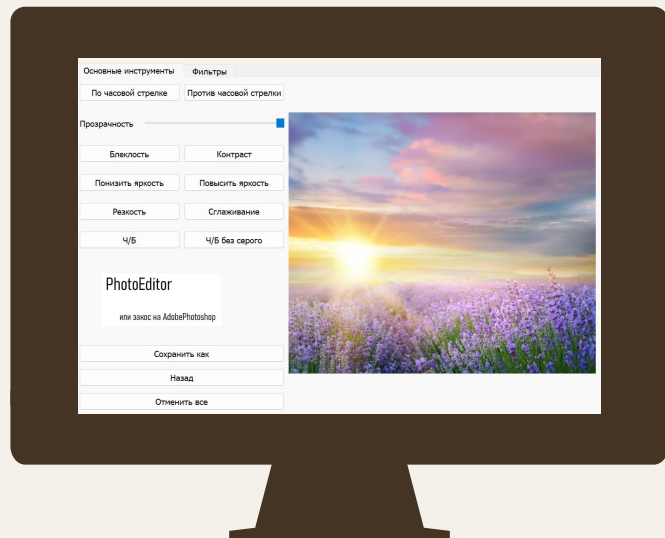 Основные инструменты Фильтры
По часовой стрелке Против часовой стрелки
Прозрачность
Блеклость Контраст
Понизить яркость Повысить яркость
Резкость Сглаживание
Ч/Б Ч/Б без серого
PhotoEditor
или закос на AdobePhotoshop
Сохранить как
Назад
Отменить все